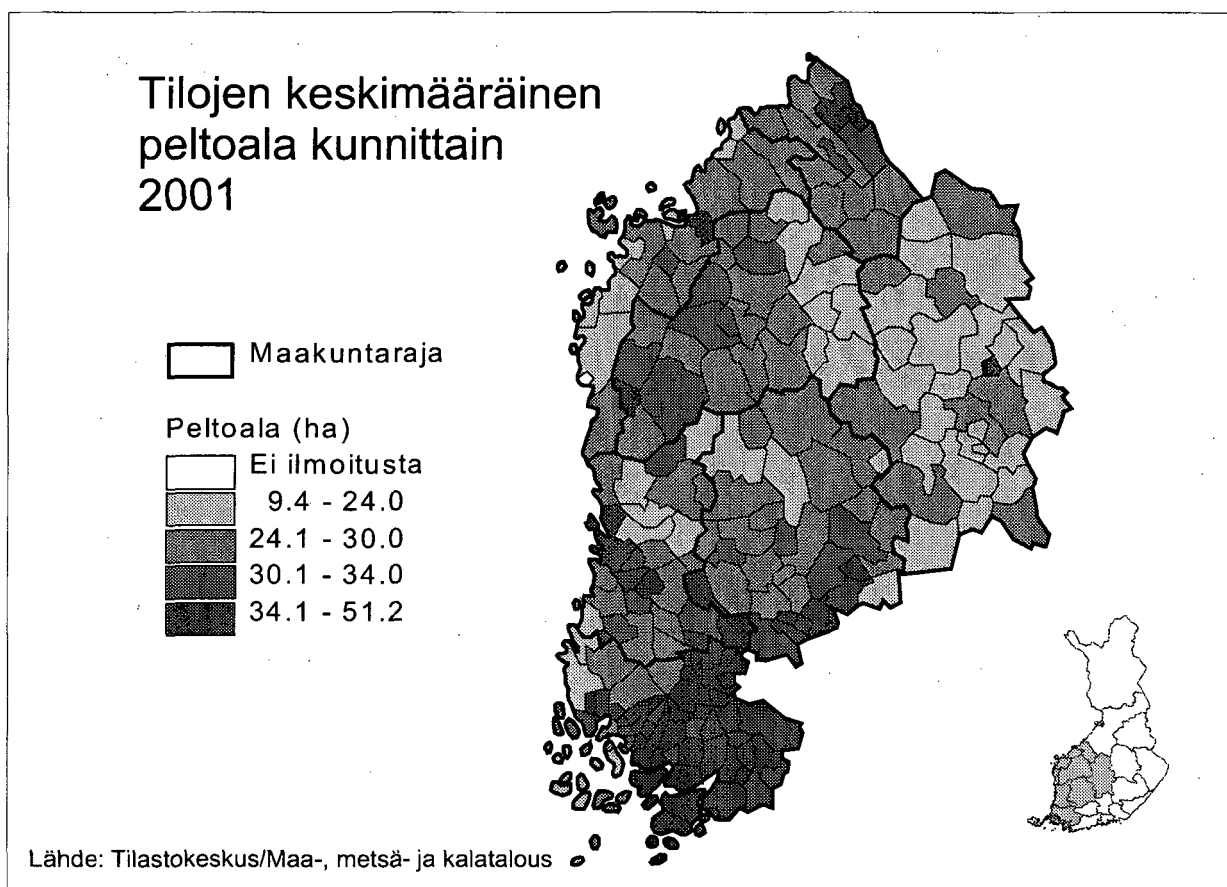 Tilojen keskimääräinen
peltoala kunnittain
2001
Maakuntaraja
Peltoala (ha)
Ei ilmoitusta
9.4 - 24.0
24.1 - 30.0
30.1 - 34.0
34.1 - 51.2
Lähde: Tilastokeskus/Maa-, metsä- ja kalatalous